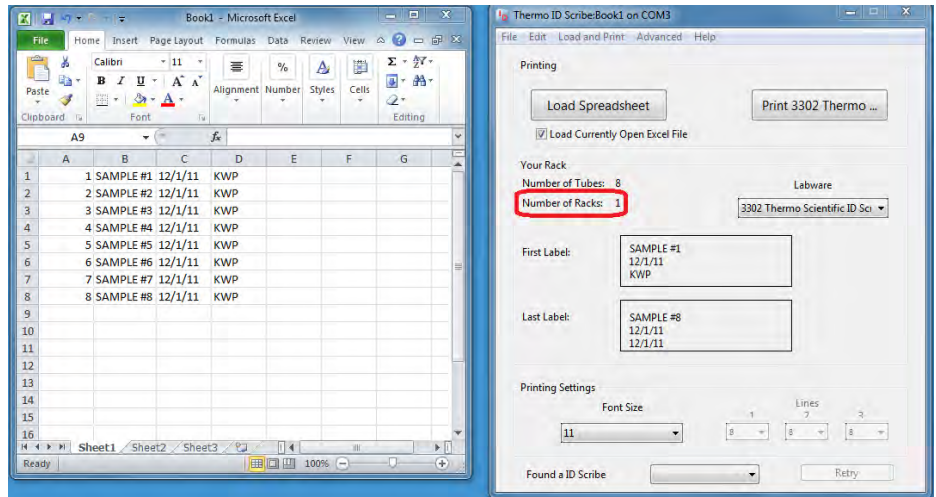 Book1 - Microsoft Excel
File Home Insert Page Layout Formulas Data Review View
Paste
Calibri 11
B I U A A
A
Alignment Number Styles Cells
%
Σ
Clipboard Font Editing
A9 fx
A B C D E F G
1 1 SAMPLE #1 12/1/11 KWP
2 2 SAMPLE #2 12/1/11 KWP
3 3 SAMPLE #3 12/1/11 KWP
4 4 SAMPLE #4 12/1/11 KWP
5 5 SAMPLE #5 12/1/11 KWP
6 6 SAMPLE #6 12/1/11 KWP
7 7 SAMPLE #7 12/1/11 KWP
8 8 SAMPLE #8 12/1/11 KWP
9
10
11
12
13
14
15
16
Sheet1 Sheet2 Sheet3
Ready 100%
Thermo ID Scribe:Book1 on COM3
File Edit Load and Print Advanced Help
Printing
Load Spreadsheet Print 3302 Thermo ...
Load Currently Open Excel File
Your Rack
Number of Tubes: 8
Labware
Number of Racks: 1
3302 Thermo Scientific ID Sci
First Label:
SAMPLE #1
12/1/11
KWP
Last Label:
SAMPLE #8
12/1/11
12/1/11
Printing Settings
Font Size
Lines
1 2 3
11 8 8 8
Found a ID Scribe Retry